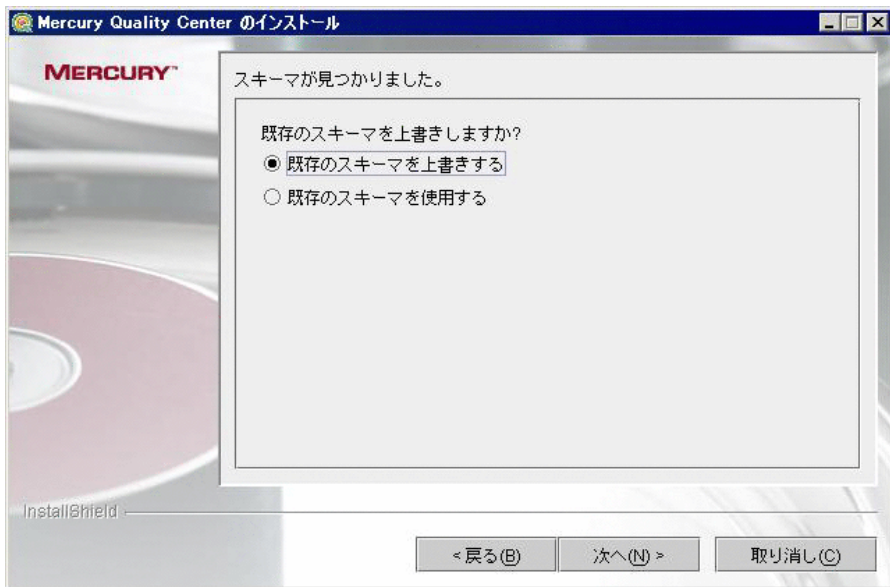 Mercury Quality Center のインストール
MERCURY™
スキーマが見つかりました。
既存のスキーマを上書きしますか?
既存のスキーマを上書きする
既存のスキーマを使用する
InstallShield
<戻る(B)
次へ(N) >
取り消し(C)